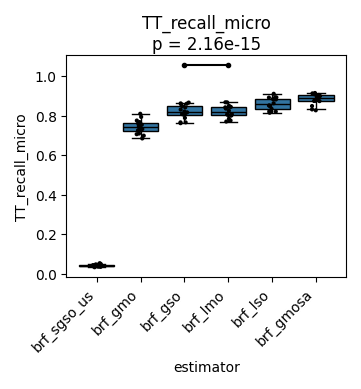 TT_recall_micro
p = 2.16e-15
TT_recall_micro
1.0
0.8
0.6
0.4
0.2
0.0
brf_sgso_us
brf_gmo
brf_gso
brf_lmo
brf_lso
brf_gmosa
estimator